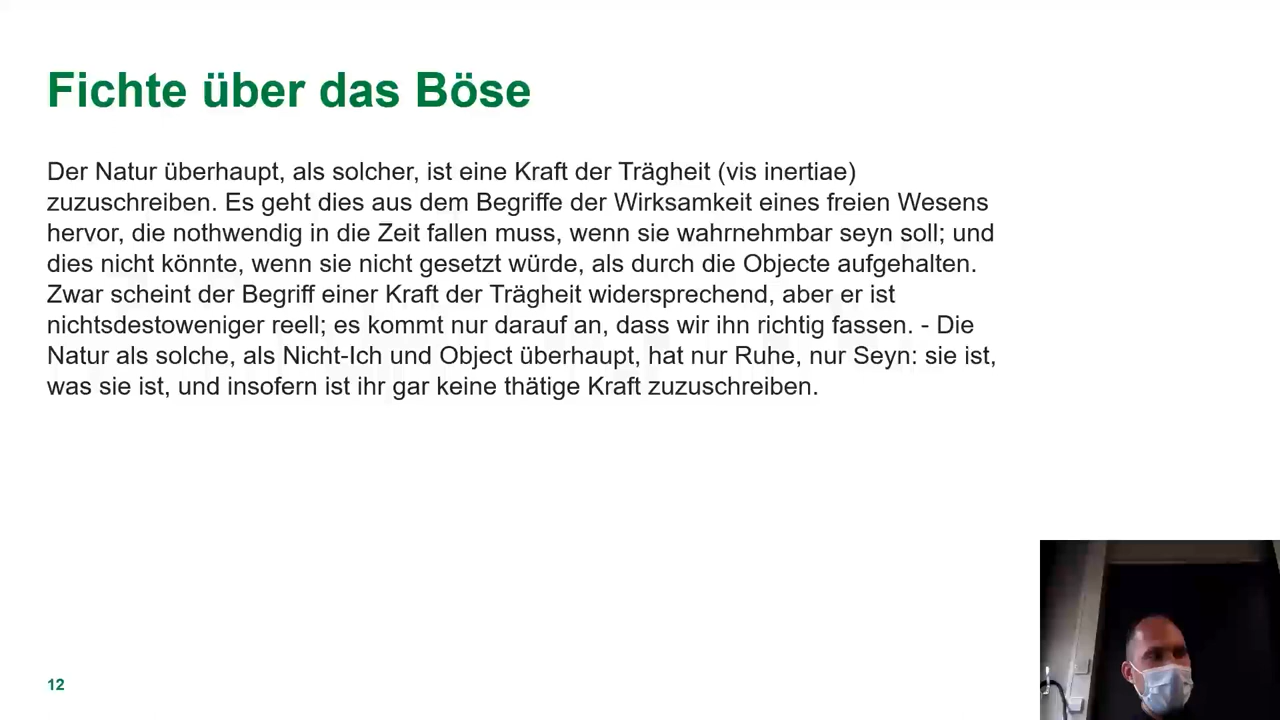 Fichte über das Böse
Der Natur überhaupt, als solcher, ist eine Kraft der Trägheit (vis inertiae)
zuzuschreiben. Es geht dies aus dem Begriffe der Wirksamkeit eines freien Wesens
hervor, die nothwendig in die Zeit fallen muss, wenn sie wahrnehmbar seyn soll; und
dies nicht könnte, wenn sie nicht gesetzt würde, als durch die Objecte aufgehalten.
Zwar scheint der Begriff einer Kraft der Trägheit widersprechend, aber er ist
nichtsdestoweniger reell; es kommt nur darauf an, dass wir ihn richtig fassen. - Die
Natur als solche, als Nicht-Ich und Object überhaupt, hat nur Ruhe, nur Seyn: sie ist,
was sie ist, und insofern ist ihr gar keine thätige Kraft zuzuschreiben.
12